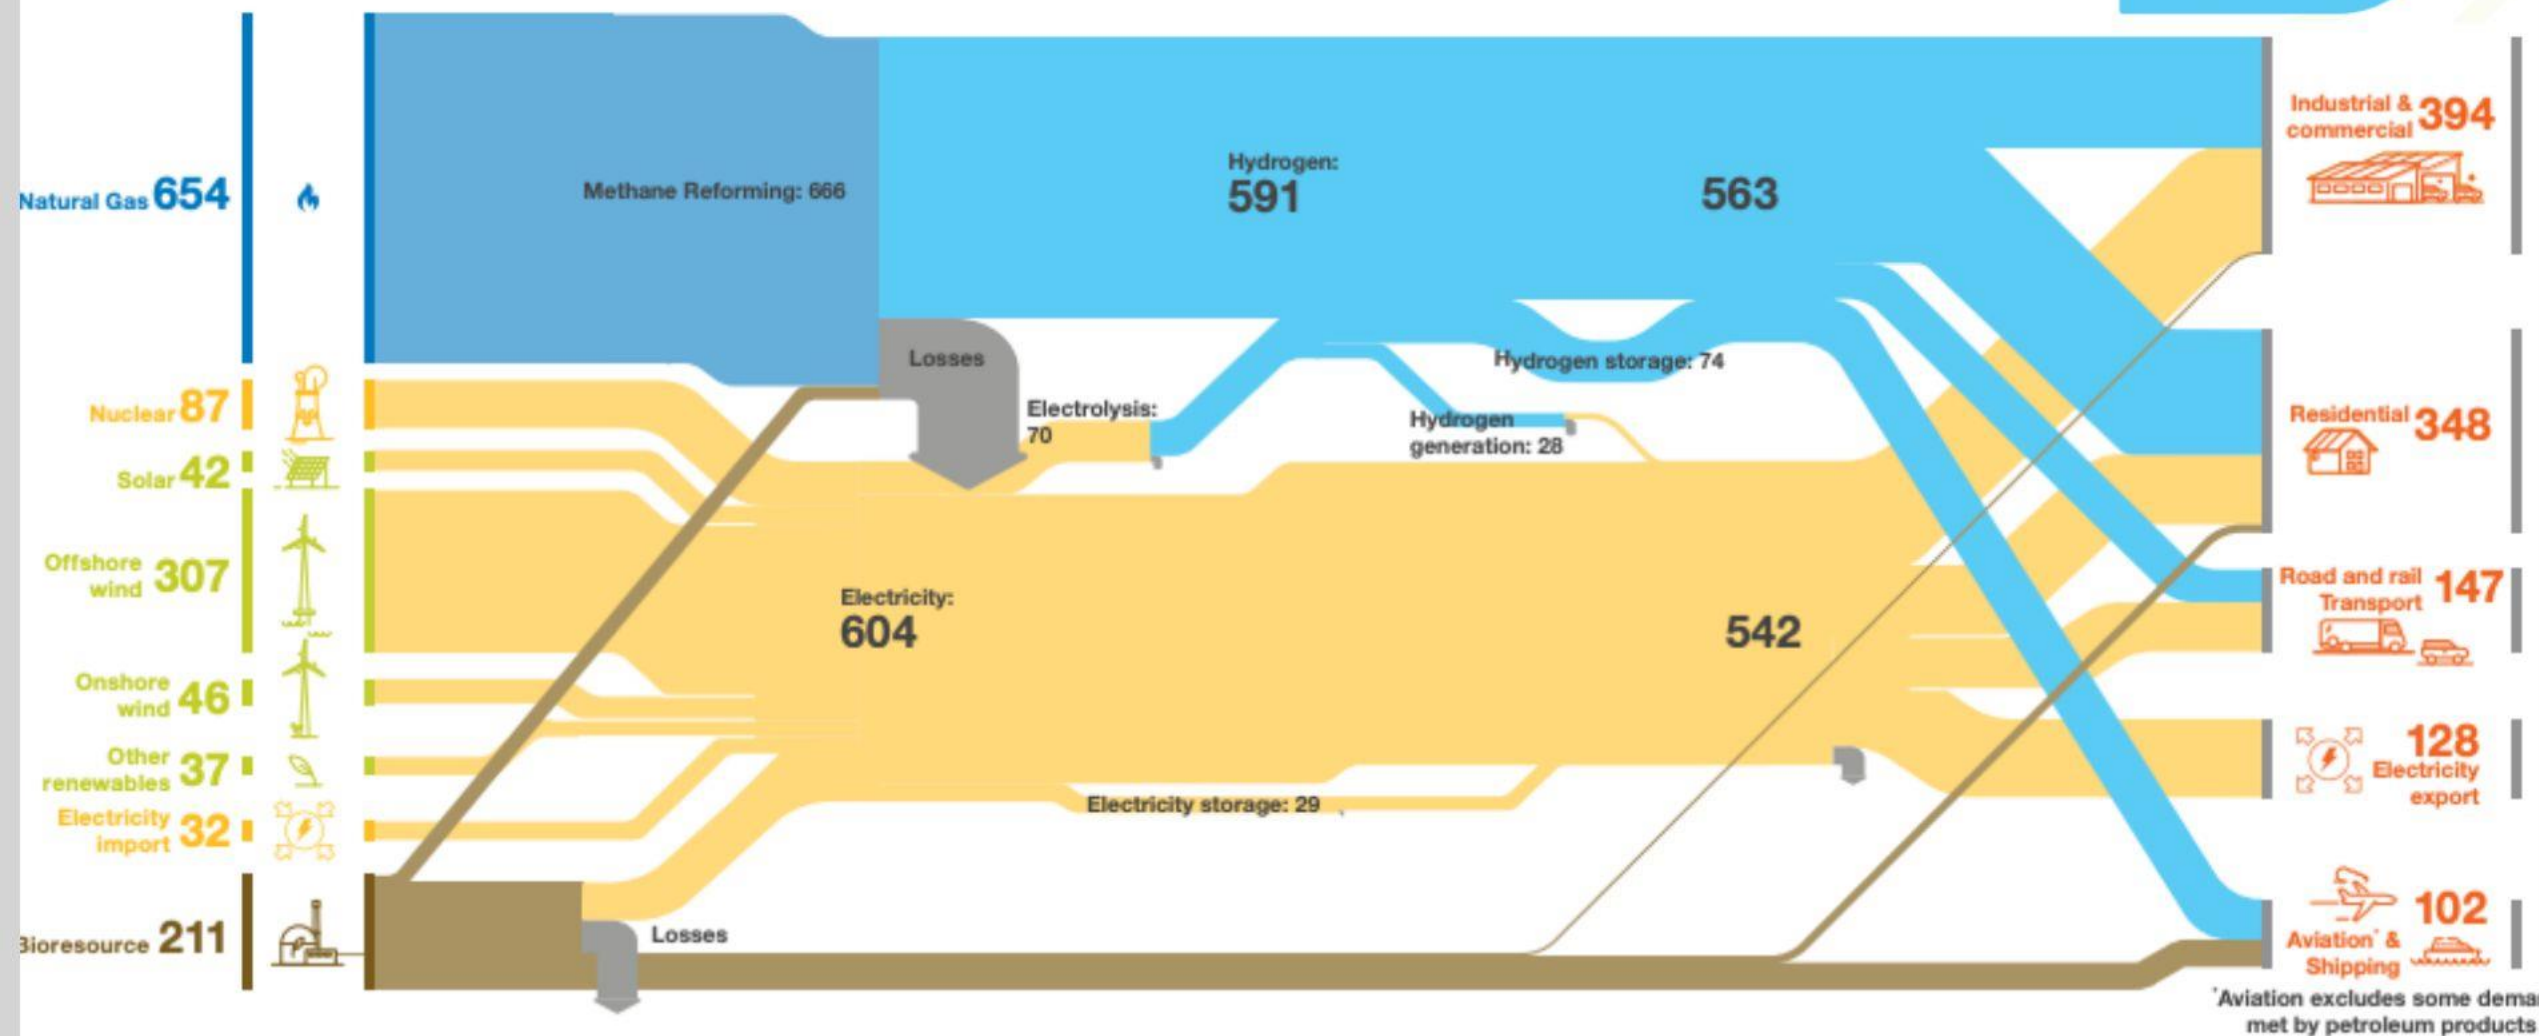 Natural Gas 654
Nuclear 87
Solar 42
Offshore
wind 307
Onshore
wind 46
Other
renewables 37
Electricity
import 32
Bioresource 211
Methane Reforming: 666
Losses
Electrolysis:
70
Hydrogen:
591
563
Hydrogen storage: 74
Hydrogen
generation: 28
Electricity:
604
542
Electricity storage: 29
Losses
Industrial &
commercial 394
Residential 348
Road and rail
Transport 147
128
Electricity
export
102
Aviation* &
Shipping
*Aviation excludes some dema
met by petroleum products